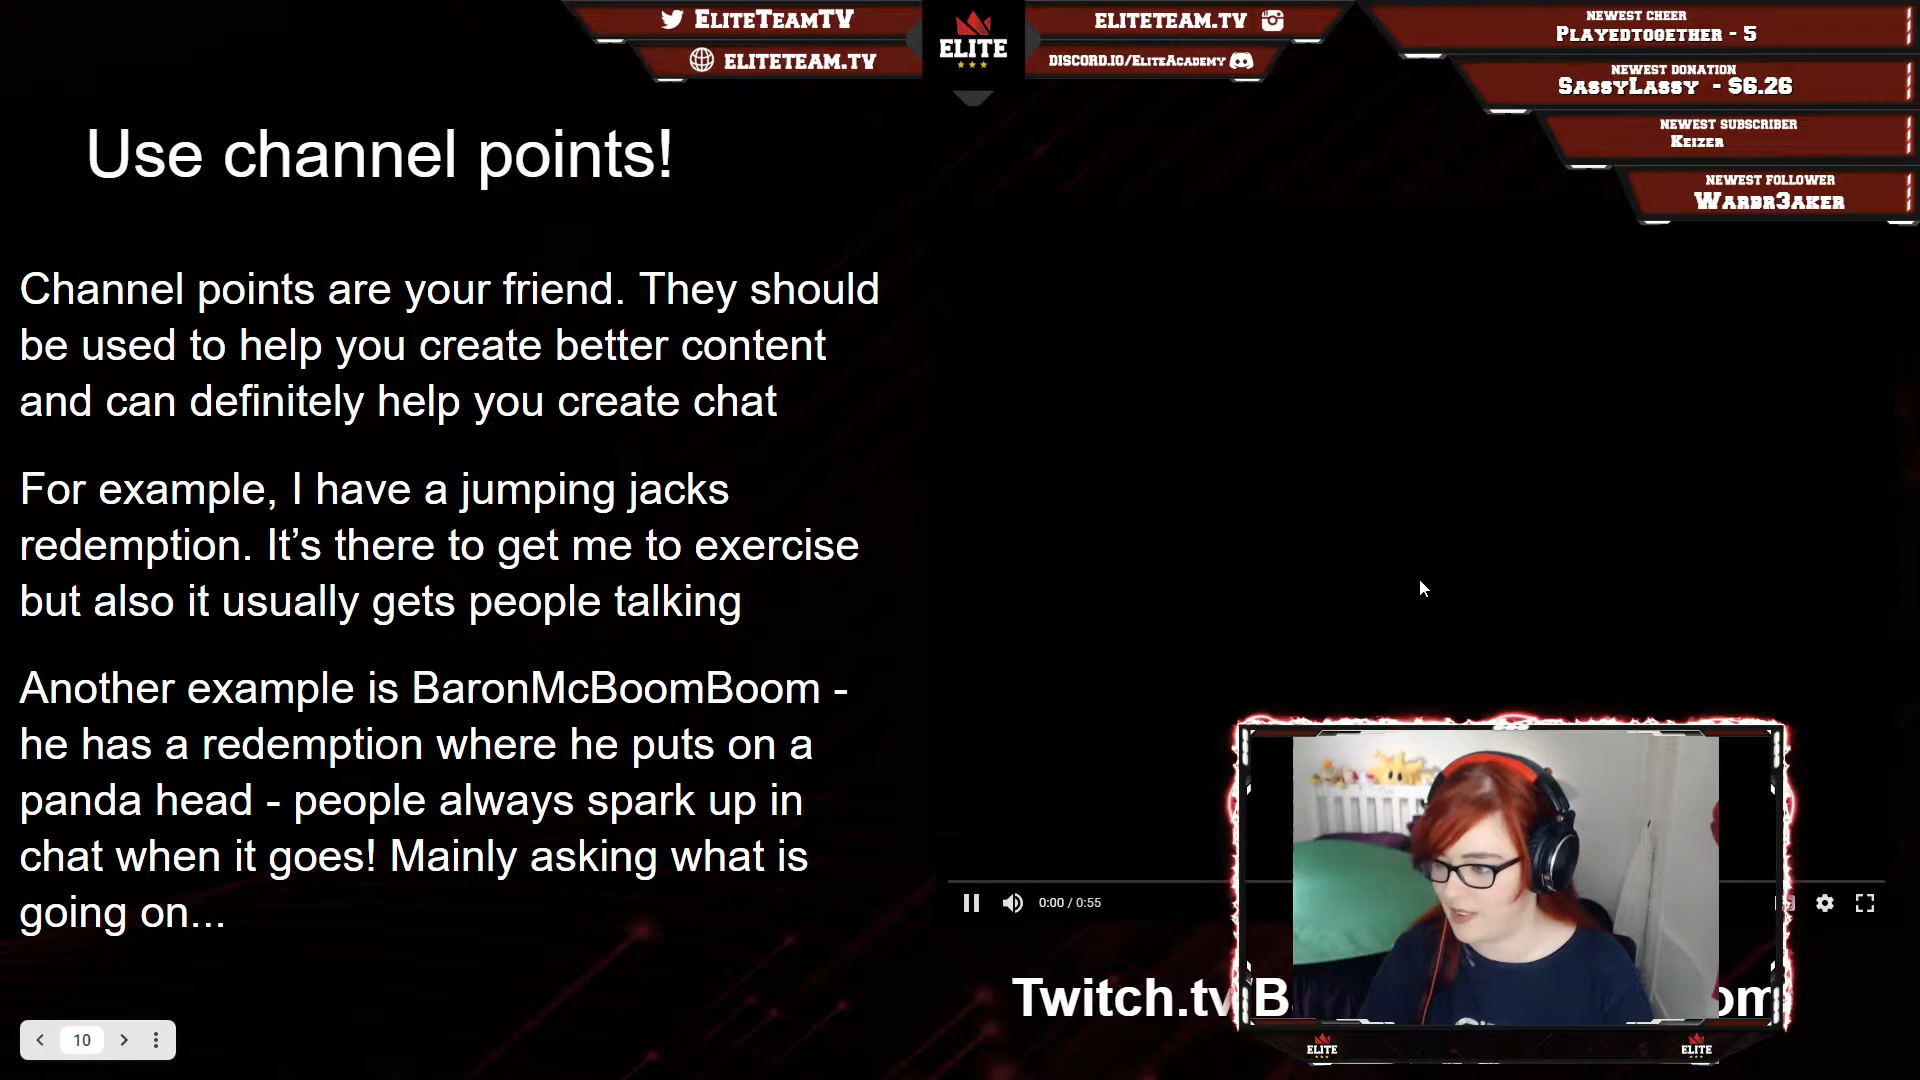 EliteTeamTV
eliteteam.tv
ELITE
eliteteam.tv
discord.io/EliteAcademy
Newest Cheer
Playedtogether - 5
Newest Donation
SassyLassy - $6.26
Newest Subscriber
Keizer
Newest Follower
Warbr3aker
Use channel points!
Channel points are your friend. They should
be used to help you create better content
and can definitely help you create chat
For example, I have a jumping jacks
redemption. It’s there to get me to exercise
but also it usually gets people talking
Another example is BaronMcBoomBoom -
he has a redemption where he puts on a
panda head - people always spark up in
chat when it goes! Mainly asking what is
going on...
0:00 / 0:55
Twitch.tv
10
ELITE
ELITE